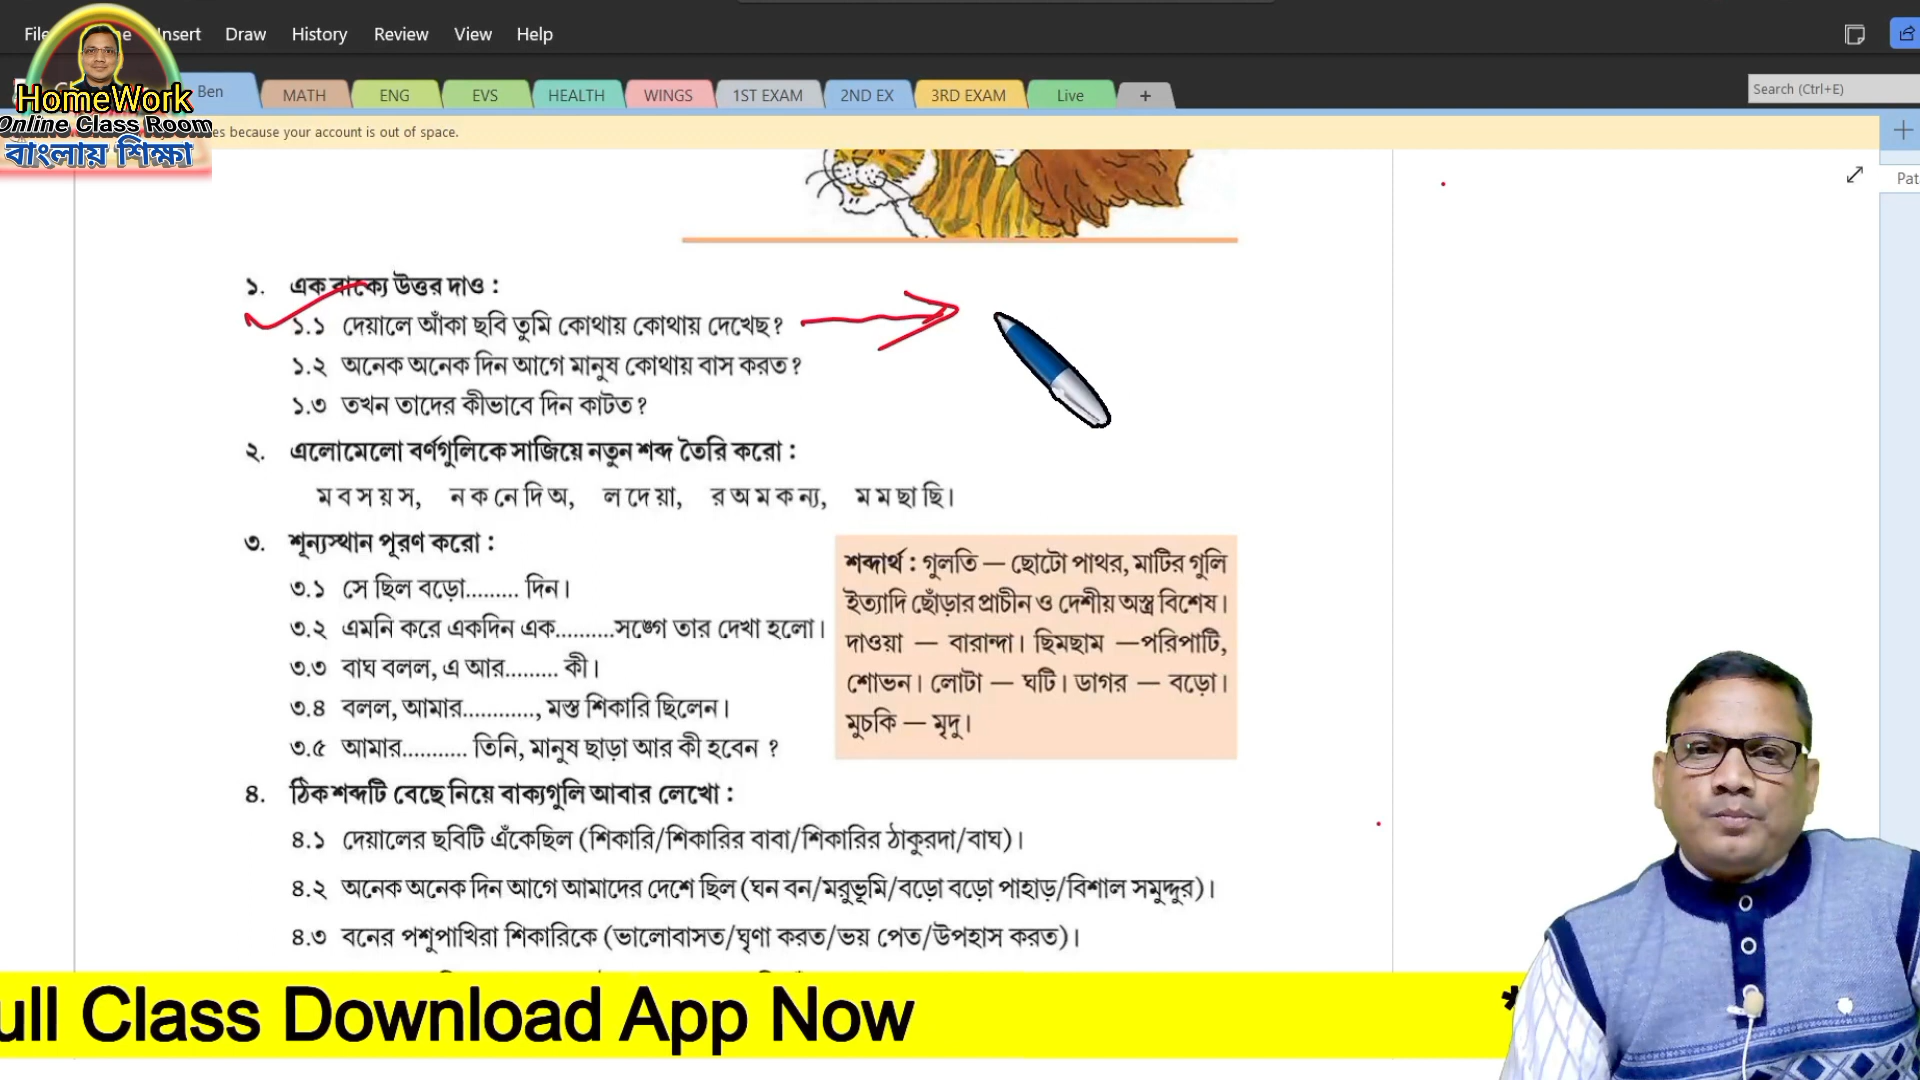 File
Insert
Draw
History
Review
View
Help
Ben
MATH
ENG
EVS
HEALTH
WINGS
1ST EXAM
2ND EX
3RD EXAM
Live
+
Search (Ctrl+E)
HomeWork
Online Class Room
বাংলায় শিক্ষা
es because your account is out of space.
Pat
১. এক বাক্যে উত্তর দাও :
১.১ দেয়ালে আঁকা ছবি তুমি কোথায় কোথায় দেখেছ?
১.২ অনেক অনেক দিন আগে মানুষ কোথায় বাস করত?
১.৩ তখন তাদের কীভাবে দিন কাটত?
২. এলোমেলো বর্ণগুলিকে সাজিয়ে নতুন শব্দ তৈরি করো :
ম ব স য় স, ন ক নে দি অ, ল দে য়া, র অ ম ক ন্য, ম ম ছা ছি।
৩. শূন্যস্থান পূরণ করো :
৩.১ সে ছিল বড়ো......... দিন।
৩.২ এমনি করে একদিন এক..........সঙ্গে তার দেখা হলো।
৩.৩ বাঘ বলল, এ আর......... কী।
৩.৪ বলল, আমার............, মস্ত শিকারি ছিলেন।
৩.৫ আমার........... তিনি, মানুষ ছাড়া আর কী হবেন ?
শব্দার্থ : গুলতি — ছোটো পাথর, মাটির গুলি
ইত্যাদি ছোঁড়ার প্রাচীন ও দেশীয় অস্ত্র বিশেষ।
দাওয়া — বারান্দা। ছিমছাম —পরিপাটি,
শোভন। লোটা — ঘটি। ডাগর — বড়ো।
মুচকি — মৃদু।
৪. ঠিক শব্দটি বেছে নিয়ে বাক্যগুলি আবার লেখো :
৪.১ দেয়ালের ছবিটি এঁকেছিল (শিকারি/শিকারির বাবা/শিকারির ঠাকুরদা/বাঘ)।
৪.২ অনেক অনেক দিন আগে আমাদের দেশে ছিল (ঘন বন/মরুভূমি/বড়ো বড়ো পাহাড়/বিশাল সমুদ্দুর)।
৪.৩ বনের পশুপাখিরা শিকারিকে (ভালোবাসত/ঘৃণা করত/ভয় পেত/উপহাস করত)।
ull Class Download App Now
*